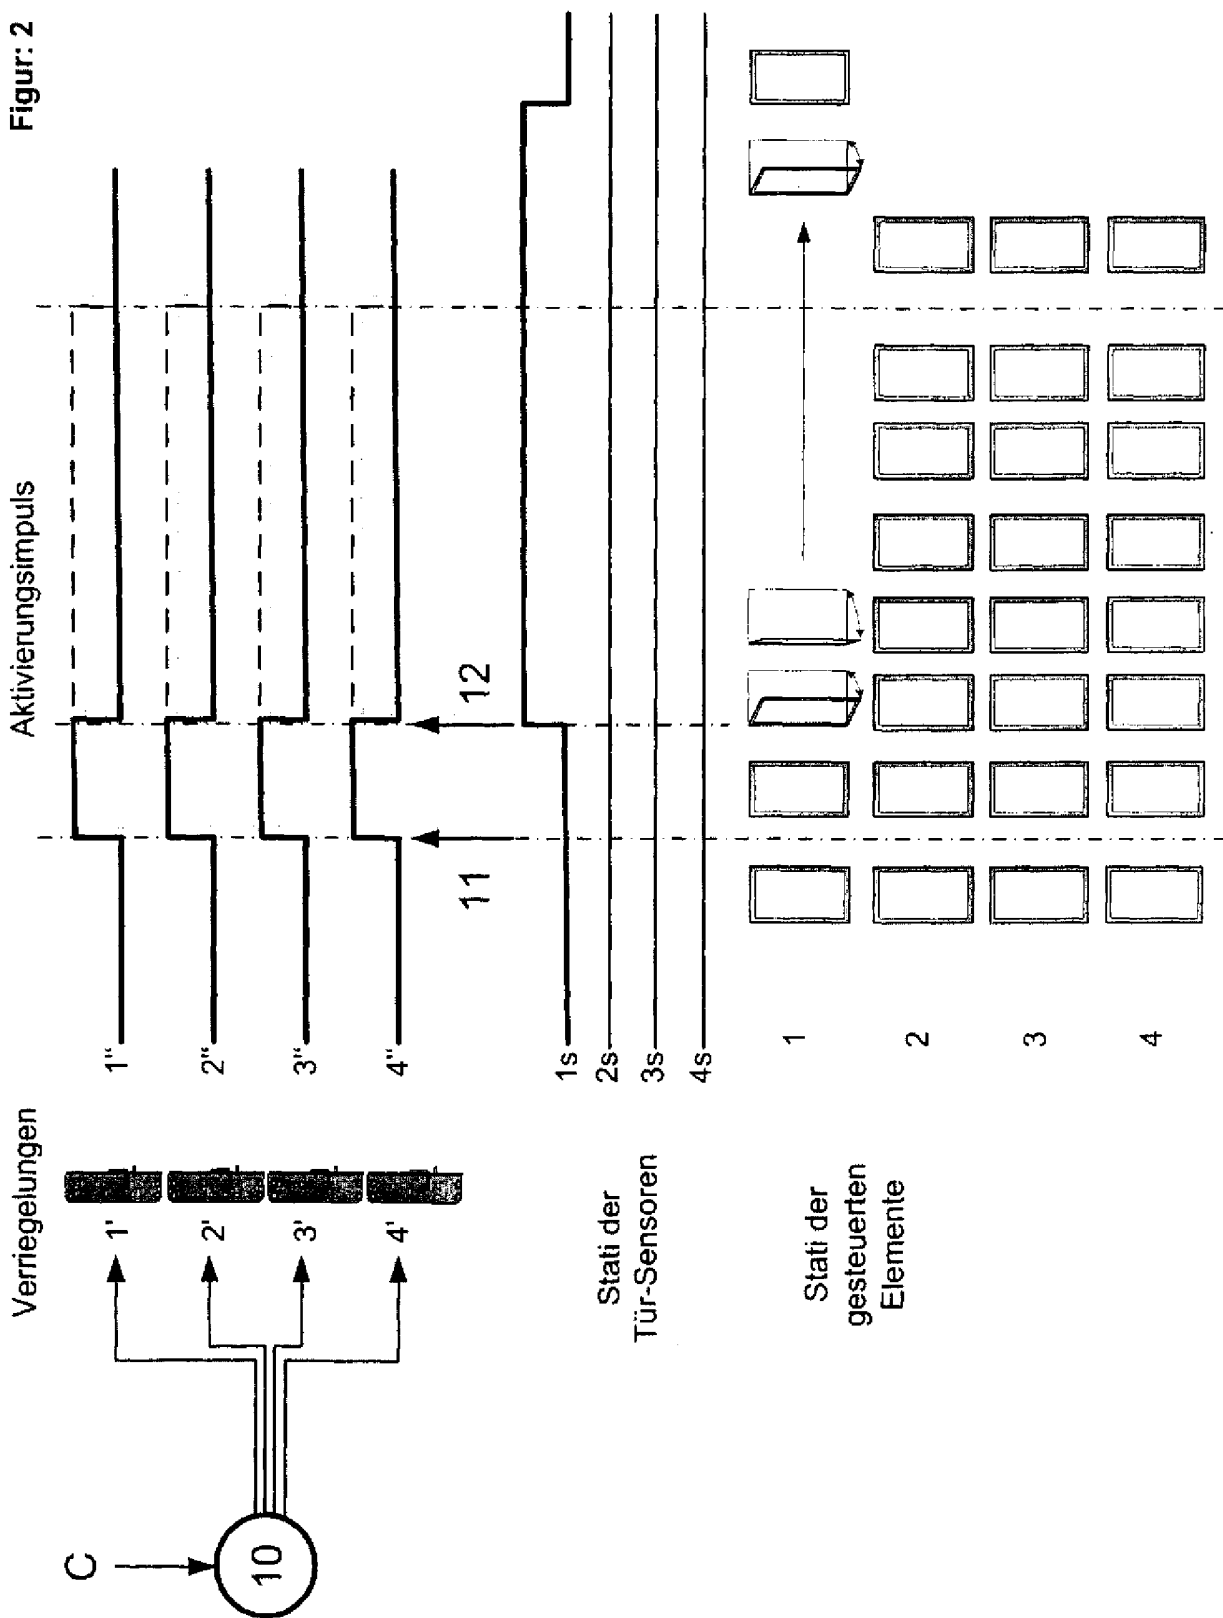 Figur: 2
Verriegelungen
Aktivierungsimpuls
C
10
1'
2'
3'
4'
1“
2“
3“
4“
11
12
Stati der
Tür-Sensoren
1s
2s
3s
4s
Stati der
gesteuerten
Elemente
1
2
3
4